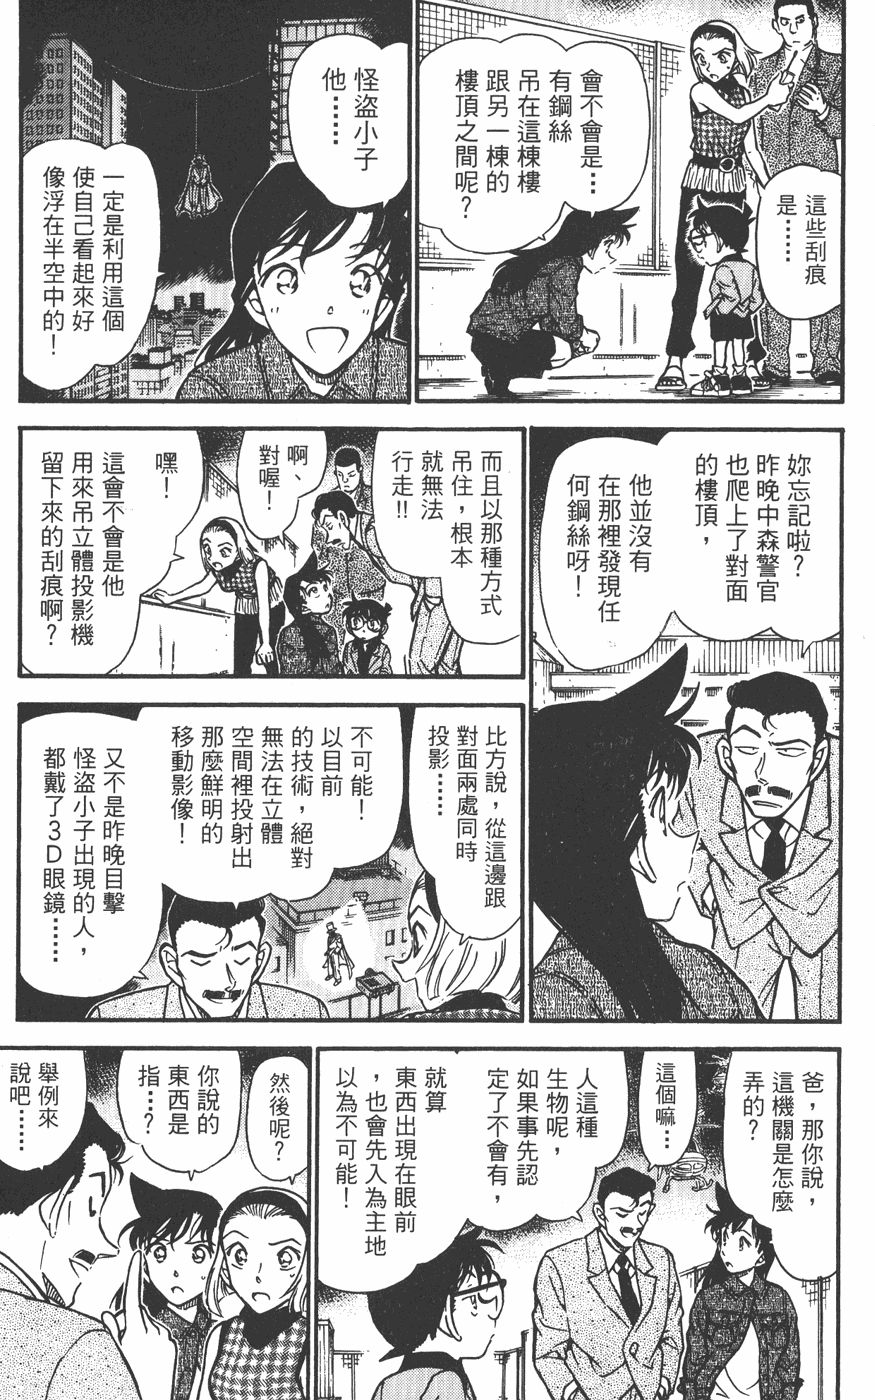 這些刮痕
是……
會不會是…
有鋼絲
吊在這棟樓
跟另一棟的
樓頂之間呢?
怪盜小子
他……
一定是利用這個
使自己看起來好
像浮在半空中的!
妳忘記啦?
昨晚中森警官
也爬上了對面
的樓頂,
他並沒有
在那裡發現任
何鋼絲呀!
而且以那種方式
吊住,根本
就無法
行走!!
啊、
對喔!
嘿!
這會不會是他
用來吊立體投影機
留下來的刮痕啊?
比方說,從這邊跟
對面兩處同時
投影……
不可能!
以目前
的技術,絕對
無法在立體
空間裡投射出
那麼鮮明的
移動影像!
又不是昨晚目擊
怪盜小子出現的人,
都戴了3D眼鏡……
爸,那你說,
這機關是怎麼
弄的?
這個嘛…
人這種
生物呢,
如果事先認
定了不會有,
就算
東西出現在眼前
,也會先入為主地
以為不可能!
然後呢?
你說的
東西是
指…?
舉例來
說吧……